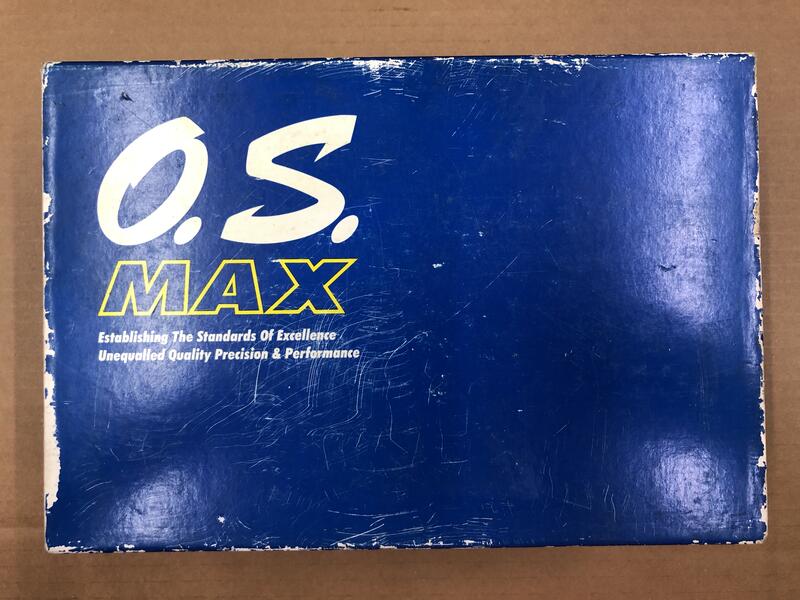 O.S.
MAX
Establishing The Standards Of Excellence
Unequalled Quality Precision & Performance